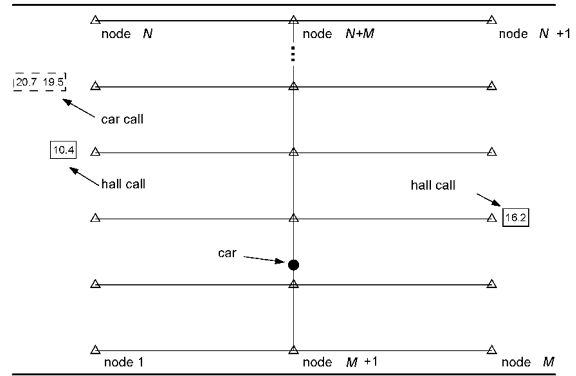 node N
node N+M
node N +1
20.7 19.5
car call
10.4
hall call
hall call
16.2
car
node 1
node M +1
node M